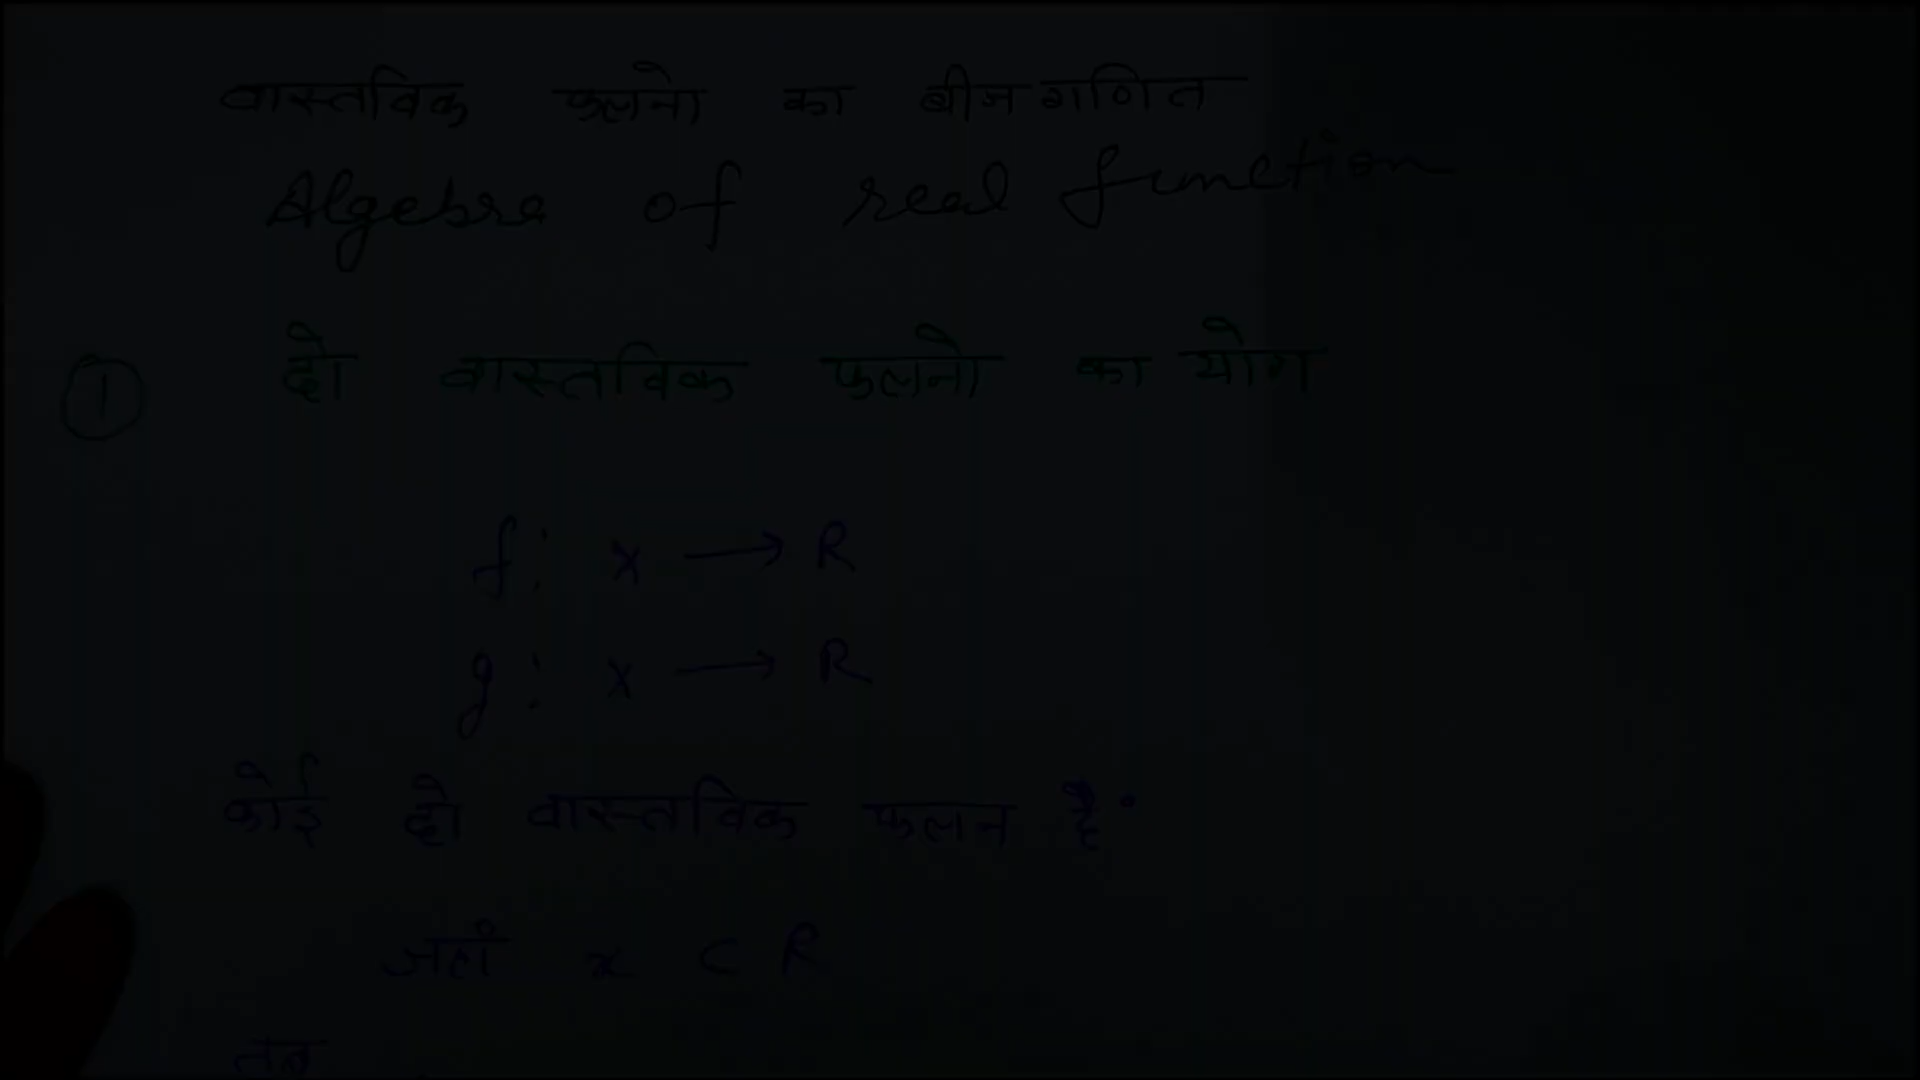 वास्तविक फलनो का बीजगणित
Algebra of real function
① दो वास्तविक फलनो का योग
f : x → R
g : x → R
कोई दो वास्तविक फलन है
जहाँ x ⊂ R
तब